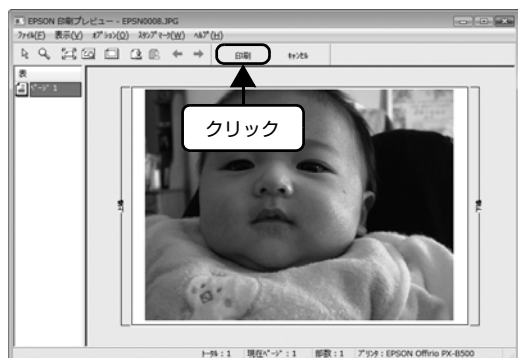 EPSON 印刷プレビュー - EPSN0008.JPG
ファイル(F) 表示(V) オプション(O) スタンプマーク(W) ヘルプ(H)
印刷 キャンセル
表
ページ 1
クリック
トータル : 1 現在ページ : 1 部数 : 1 プリンタ : EPSON Offirio PX-B500